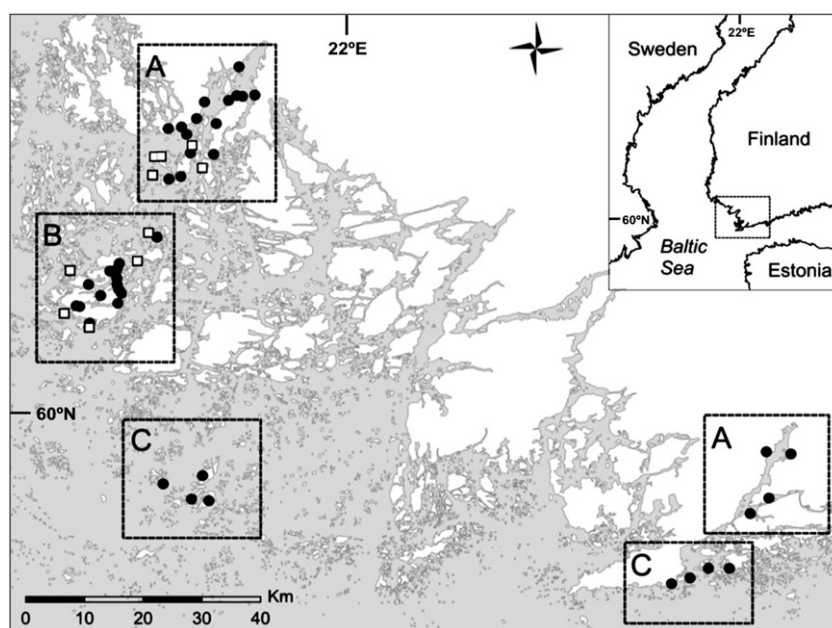 22ºE
A
B
C
60ºN
A
C
0 10 20 30 40
Km
22ºE
Sweden
Finland
60ºN
Baltic
Sea
Estonia